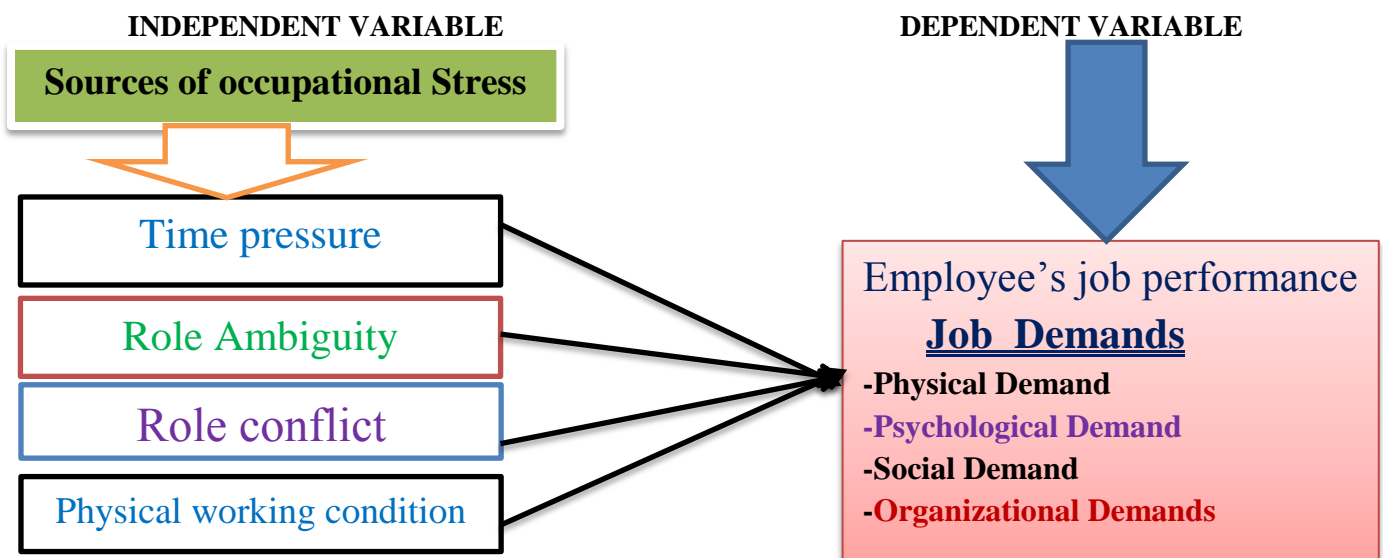 INDEPENDENT VARIABLE
DEPENDENT VARIABLE
Sources of occupational Stress
Time pressure
Role Ambiguity
Role conflict
Physical working condition
Employee’s job performance
Job Demands
-Physical Demand
-Psychological Demand
-Social Demand
-Organizational Demands